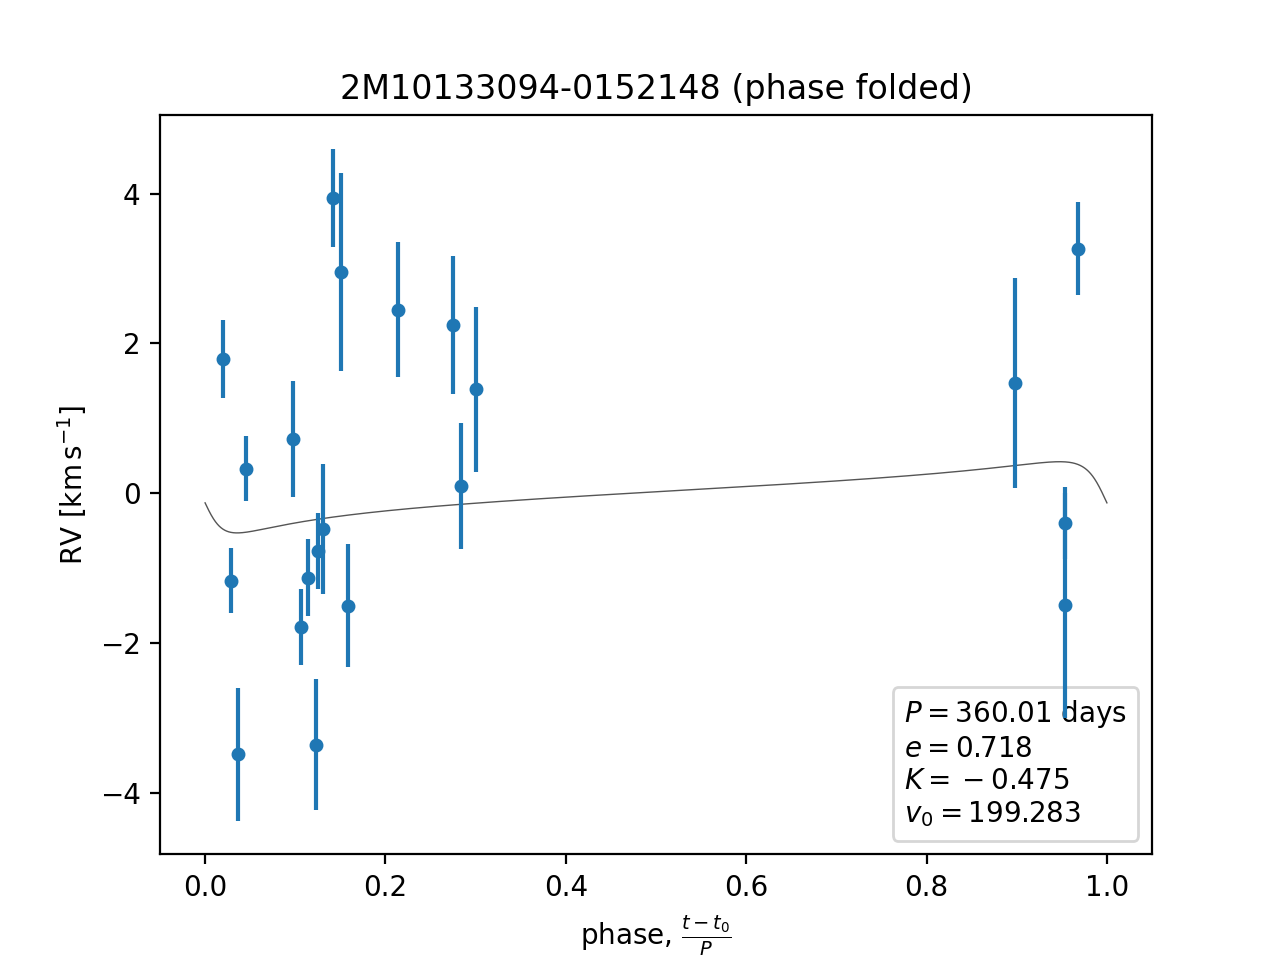 2M10133094-0152148 (phase folded)
RV [km s⁻¹]
4
2
0
−2
−4
P = 360.01 days
e = 0.718
K = −0.475
v₀ = 199.283
0.0 0.2 0.4 0.6 0.8 1.0
phase, (t − t₀)/P